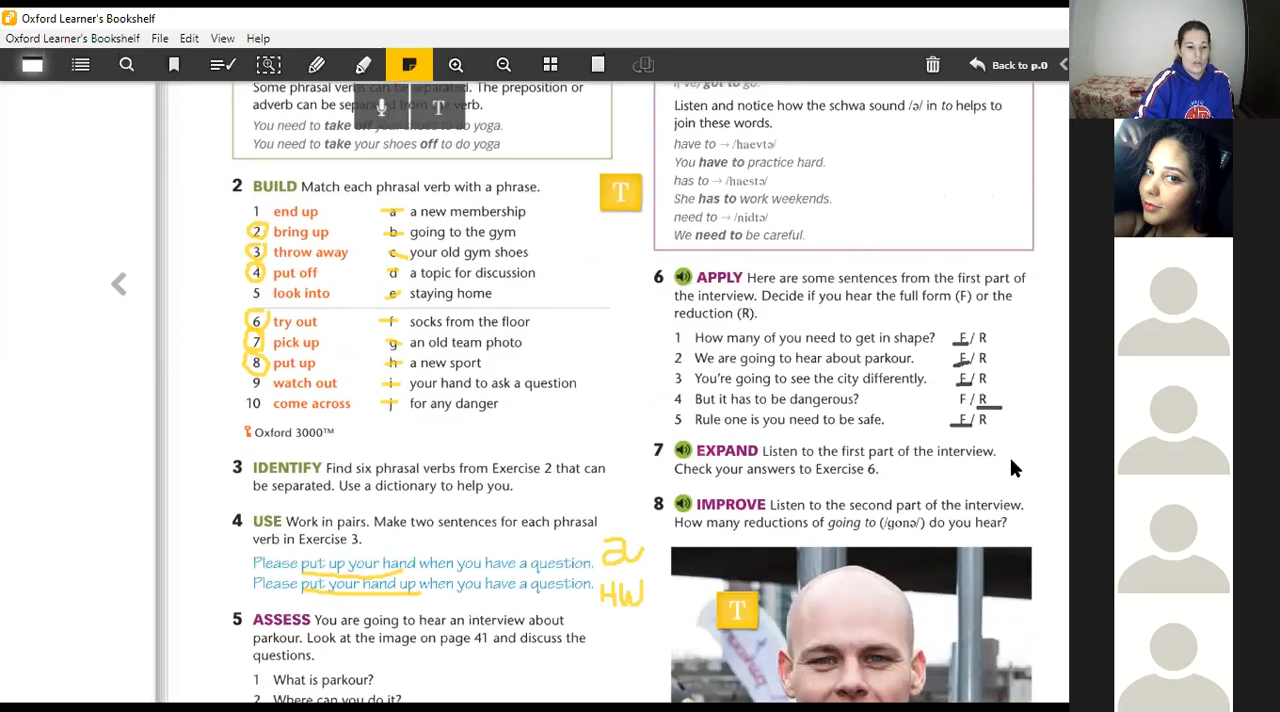 Oxford Learner's Bookshelf
Oxford Learner's Bookshelf File Edit View Help
Back to p.0
T
Some phrasal verbs can be separated. The preposition or
adverb can be separated from the verb.
You need to take off your shoes to do yoga.
You need to take your shoes off to do yoga
2 BUILD Match each phrasal verb with a phrase.
T
1 end up a a new membership
2 bring up b going to the gym
3 throw away c your old gym shoes
4 put off d a topic for discussion
5 look into e staying home
6 try out f socks from the floor
7 pick up g an old team photo
8 put up h a new sport
9 watch out i your hand to ask a question
10 come across j for any danger
Oxford 3000™
3 IDENTIFY Find six phrasal verbs from Exercise 2 that can
be separated. Use a dictionary to help you.
4 USE Work in pairs. Make two sentences for each phrasal
verb in Exercise 3.
Please put up your hand when you have a question.
Please put your hand up when you have a question.
a
HW
5 ASSESS You are going to hear an interview about
parkour. Look at the image on page 41 and discuss the
questions.
1 What is parkour?
2 Where can you do it?
I('ve) got to go.
Listen and notice how the schwa sound /ə/ in to helps to
join these words.
have to → /haevtə/
You have to practice hard.
has to → /haestə/
She has to work weekends.
need to → /nidtə/
We need to be careful.
6 APPLY Here are some sentences from the first part of
the interview. Decide if you hear the full form (F) or the
reduction (R).
1 How many of you need to get in shape? F / R
2 We are going to hear about parkour. F / R
3 You're going to see the city differently. F / R
4 But it has to be dangerous? F / R
5 Rule one is you need to be safe. F / R
7 EXPAND Listen to the first part of the interview.
Check your answers to Exercise 6.
8 IMPROVE Listen to the second part of the interview.
How many reductions of going to (/gonə/) do you hear?
T